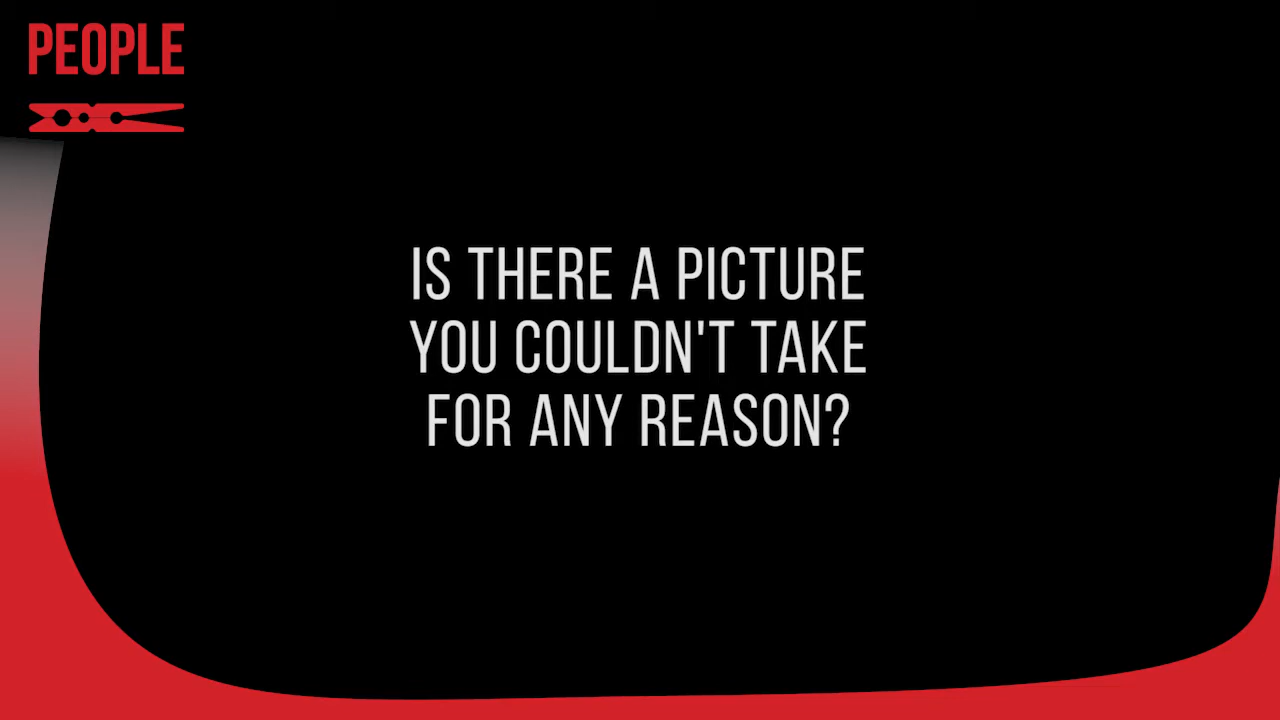 PEOPLE
IS THERE A PICTURE
YOU COULDN'T TAKE
FOR ANY REASON?